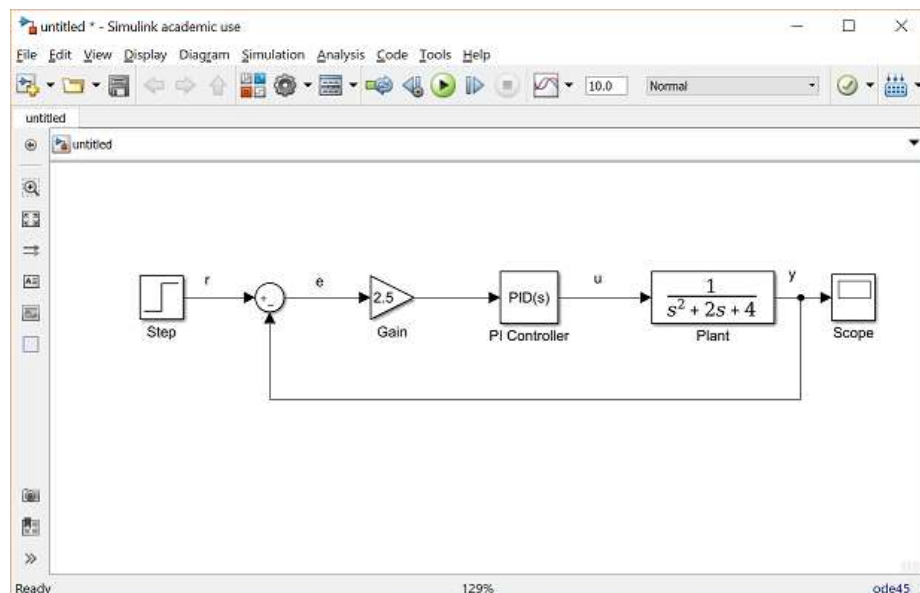 untitled * - Simulink academic use
File Edit View Display Diagram Simulation Analysis Code Tools Help
10.0 Normal
untitled
untitled
r e u y
+
-
2.5 PID(s) 1
s² + 2s + 4
Step Gain PI Controller Plant Scope
Ready 129% ode45